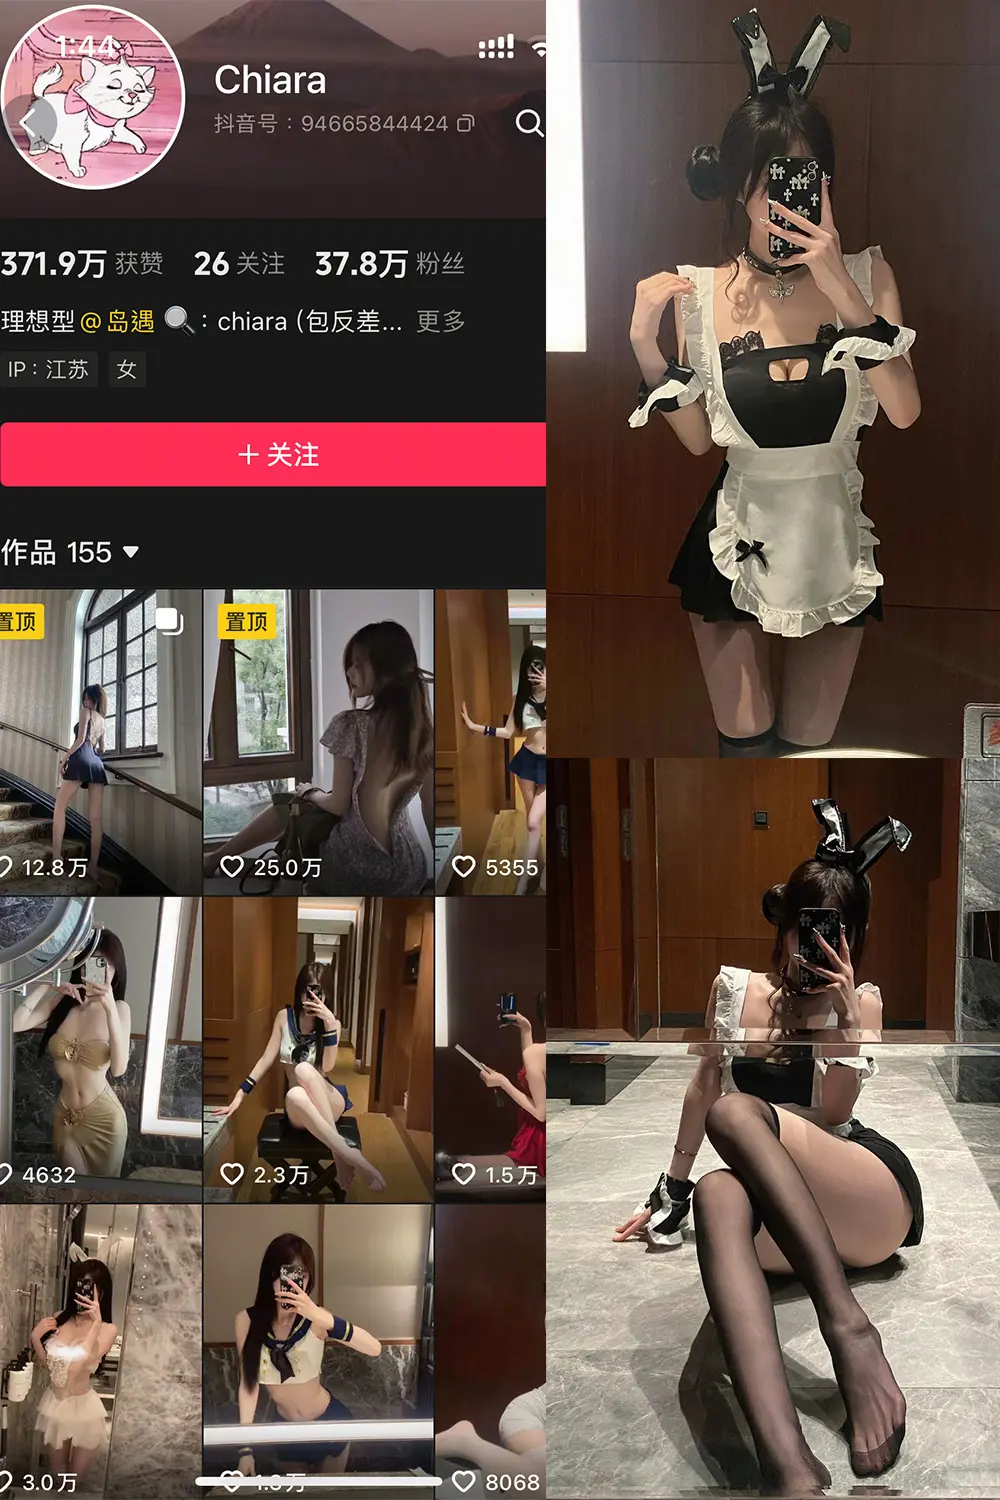 1:44
Chiara
抖音号：94665844424
371.9万 获赞 26 关注 37.8万 粉丝
理想型@岛遇🔍：chiara (包反差... 更多
IP：江苏 女
+ 关注
作品 155
置顶 置顶
12.8万 25.0万 5355
4632 2.3万 1.5万
3.0万 1.8万 8068